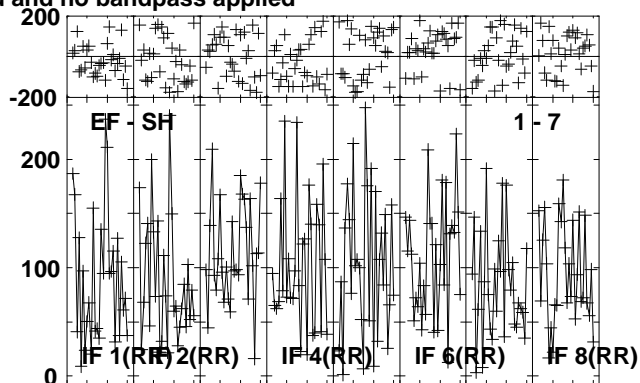 and no bandpass applied
200
-200
EF - SH 1 - 7
200
100
0
IF 1(RR) IF 2(RR) IF 4(RR) IF 6(RR) IF 8(RR)